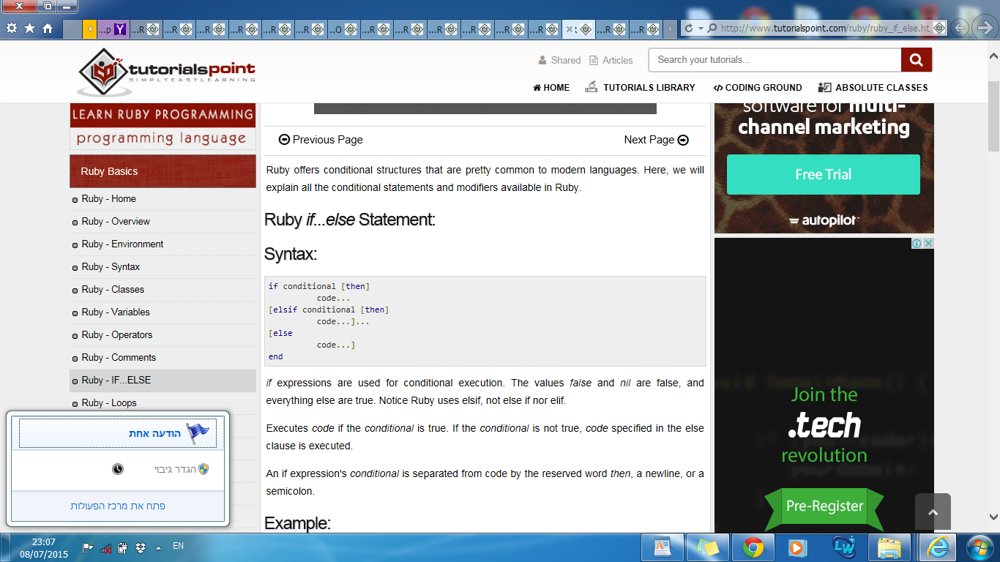 ...p
...R
...R
...R
...R
...R
...R
...O
...R
...R
...R
...R
...R
...R
...R
...R
http://www.tutorialspoint.com/ruby/ruby_if_else.ht
tutorialspoint
SIMPLYEASYLEARNING
Shared
Articles
Search your tutorials...
HOME
TUTORIALS LIBRARY
</> CODING GROUND
ABSOLUTE CLASSES
LEARN RUBY PROGRAMMING
programming language
Ruby Basics
Ruby - Home
Ruby - Overview
Ruby - Environment
Ruby - Syntax
Ruby - Classes
Ruby - Variables
Ruby - Operators
Ruby - Comments
Ruby - IF...ELSE
Ruby - Loops
Previous Page
Next Page
Ruby offers conditional structures that are pretty common to modern languages. Here, we will
explain all the conditional statements and modifiers available in Ruby.
Ruby if...else Statement:
Syntax:
if conditional [then]
code...
[elsif conditional [then]
code...]...
[else
code...]
end
if expressions are used for conditional execution. The values false and nil are false, and
everything else are true. Notice Ruby uses elsif, not else if nor elif.
Executes code if the conditional is true. If the conditional is not true, code specified in the else
clause is executed.
An if expression's conditional is separated from code by the reserved word then, a newline, or a
semicolon.
Example:
software for multi-
channel marketing
Free Trial
autopilot
Join the
.tech
revolution
Pre-Register
הודעה אחת
הגדר גיבוי
פתח את מרכז הפעולות
23:07
08/07/2015
EN